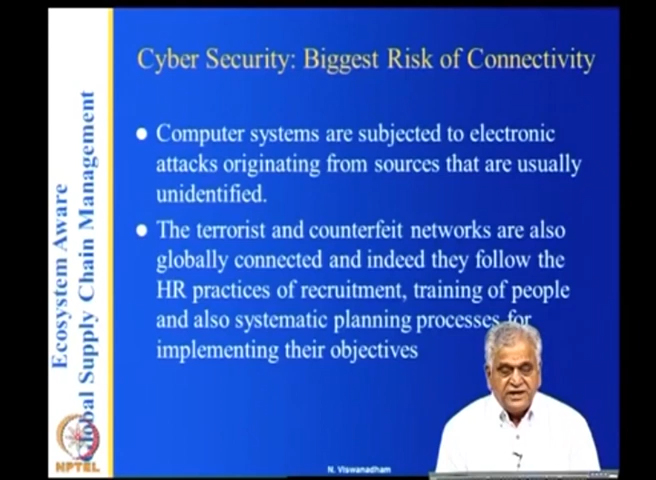 Cyber Security: Biggest Risk of Connectivity
● Computer systems are subjected to electronic
attacks originating from sources that are usually
unidentified.
● The terrorist and counterfeit networks are also
globally connected and indeed they follow the
HR practices of recruitment, training of people
and also systematic planning processes for
implementing their objectives
Ecosystem Aware
Global Supply Chain Management
NPTEL
N. Viswanadham